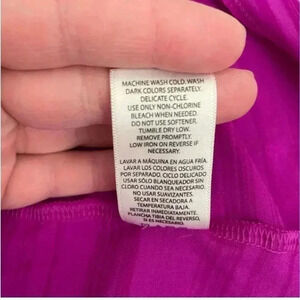 MACHINE WASH COLD. WASH
DARK COLORS SEPARATELY.
DELICATE CYCLE.
USE ONLY NON-CHLORINE
BLEACH WHEN NEEDED.
DO NOT USE SOFTENER.
TUMBLE DRY LOW.
REMOVE PROMPTLY.
LOW IRON ON REVERSE IF
NECESSARY.
LAVAR A MÁQUINA EN AGUA FRÍA.
LAVAR LOS COLORES OSCUROS
POR SEPARADO. CICLO DELICADO
USAR SÓLO BLANQUEADOR SIN
CLORO CUANDO SEA NECESARIO.
NO USAR SUAVIZANTES.
SECAR EN SECADORA A
TEMPERATURA BAJA.
RETIRAR INMEDIATAMENTE.
PLANCHA TIBIA DEL REVERSO,
SI ES NECESARIO.